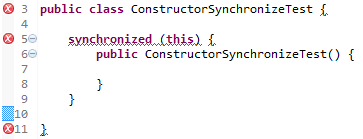 3 public class ConstructorSynchronizeTest {
4
5 synchronized (this) {
6 public ConstructorSynchronizeTest() {
7
8 }
9 }
10
11 }